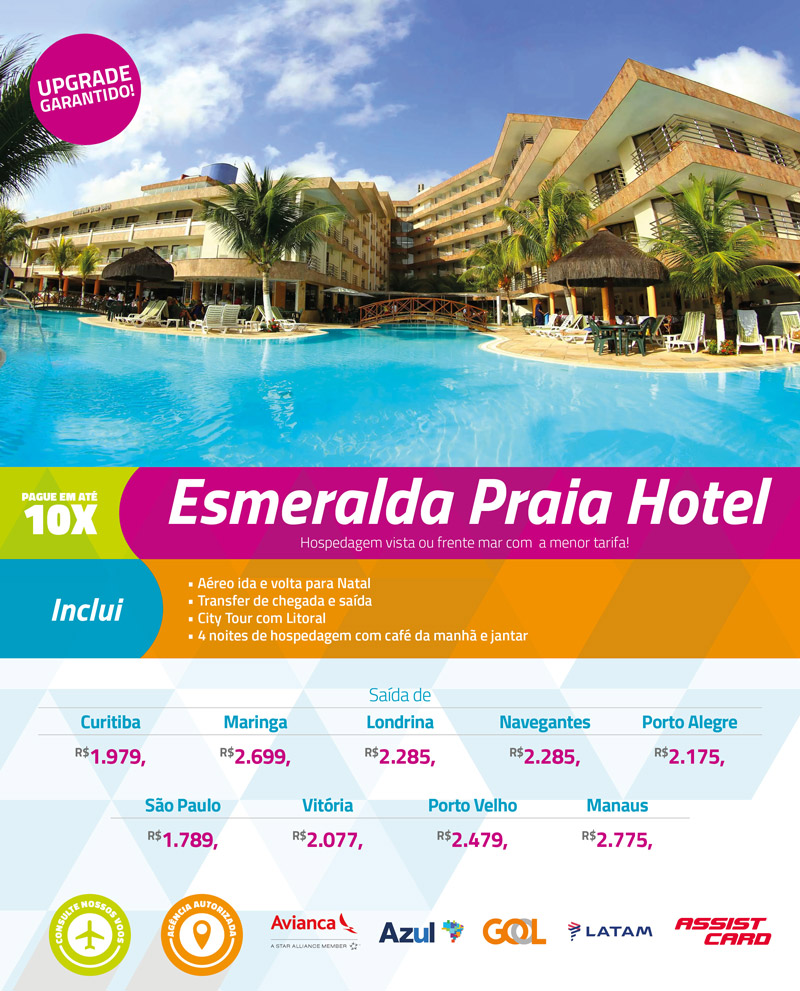 UPGRADE
GARANTIDO!
PAGUE EM ATÉ
10X
Esmeralda Praia Hotel
Hospedagem vista ou frente mar com a menor tarifa!
Inclui
• Aéreo ida e volta para Natal
• Transfer de chegada e saída
• City Tour com Litoral
• 4 noites de hospedagem com café da manhã e jantar
Saída de
Curitiba Maringa Londrina Navegantes Porto Alegre
R$1.979, R$2.699, R$2.285, R$2.285, R$2.175,
São Paulo Vitória Porto Velho Manaus
R$1.789, R$2.077, R$2.479, R$2.775,
CONSULTE NOSSOS VOOS
AGÊNCIA AUTORIZADA
Avianca
A STAR ALLIANCE MEMBER
Azul
GOL
LATAM
ASSIST
CARD